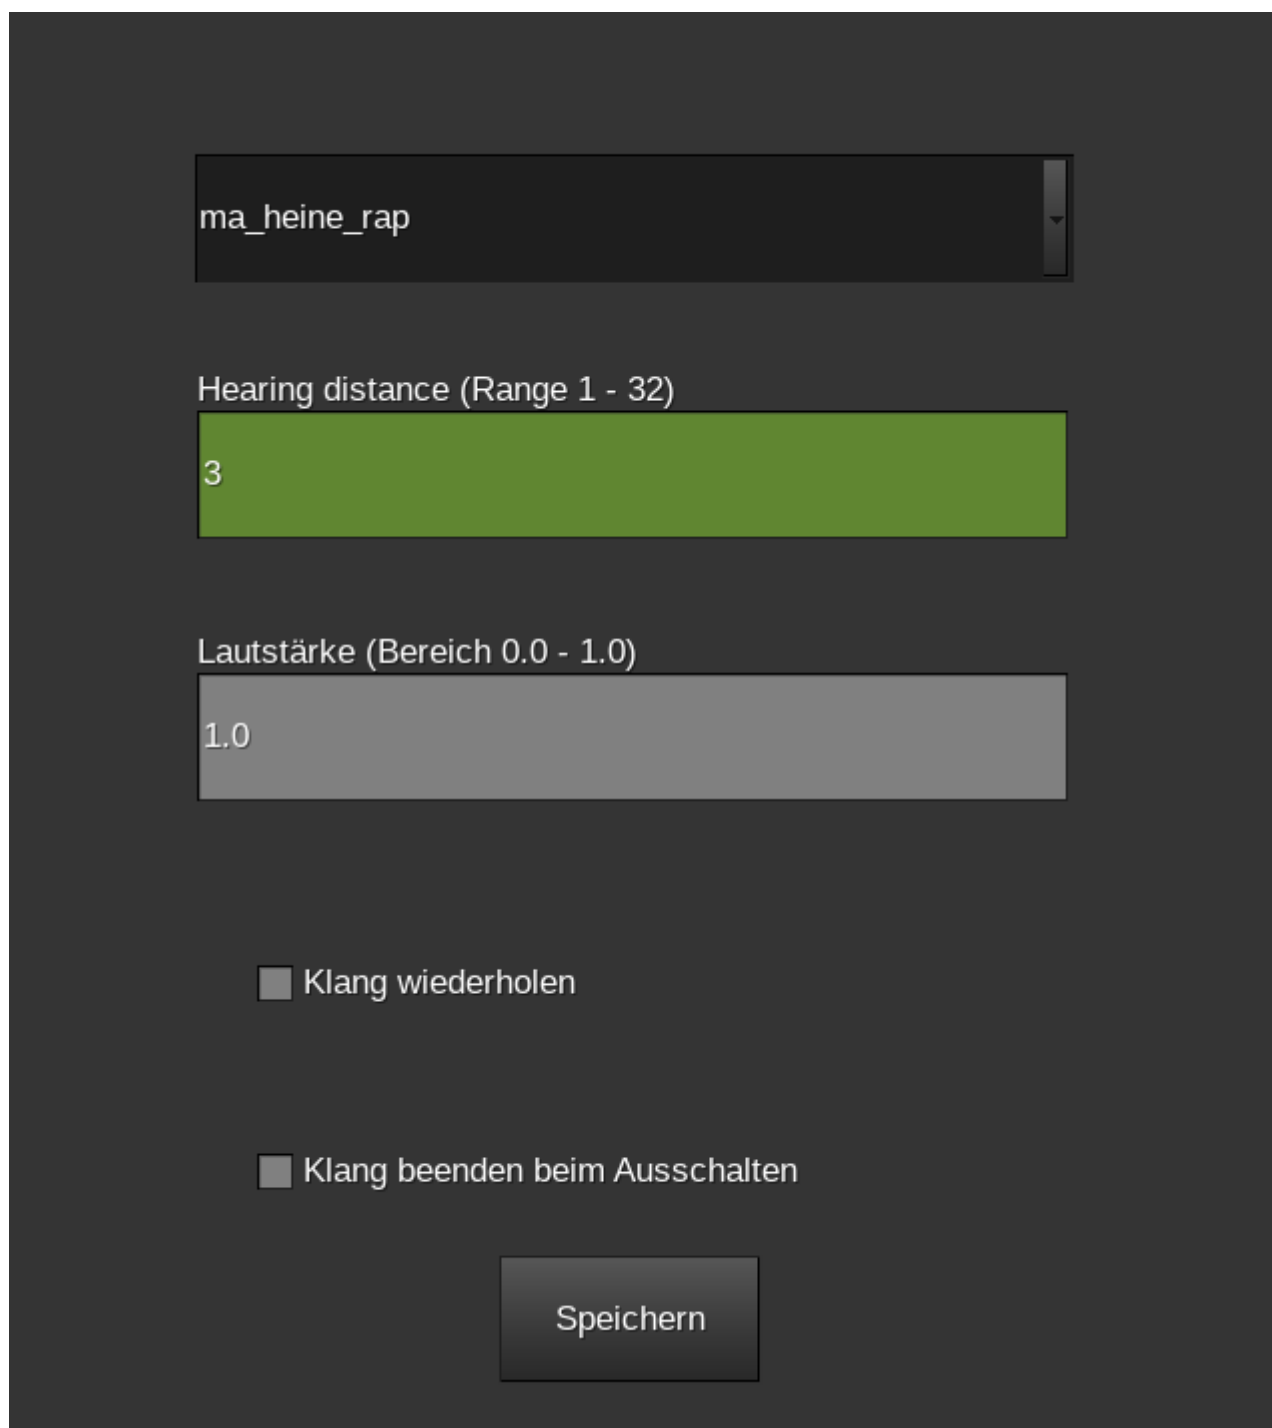 ma_heine_rap
Hearing distance (Range 1 - 32)
3
Lautstärke (Bereich 0.0 - 1.0)
1.0
Klang wiederholen
Klang beenden beim Ausschalten
Speichern